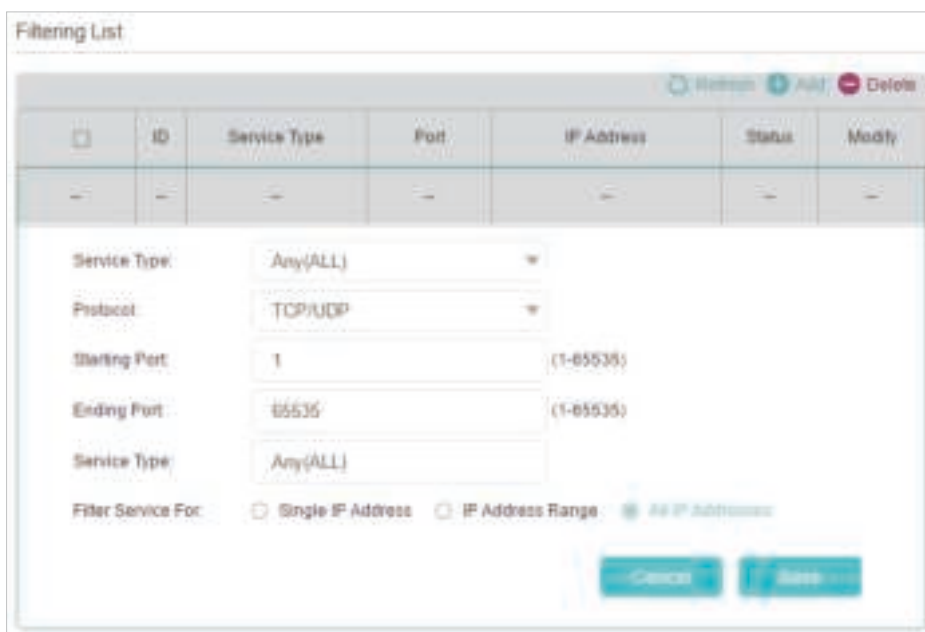 Filtering List
Refresh Add Delete
ID Service Type Port IP Address Status Modify
-- -- -- -- -- -- --
Service Type: Any(ALL)
Protocol: TCP/UDP
Starting Port: 1 (1-65535)
Ending Port: 65535 (1-65535)
Service Type: Any(ALL)
Filter Service For: Single IP Address IP Address Range All IP Addresses
Cancel Save